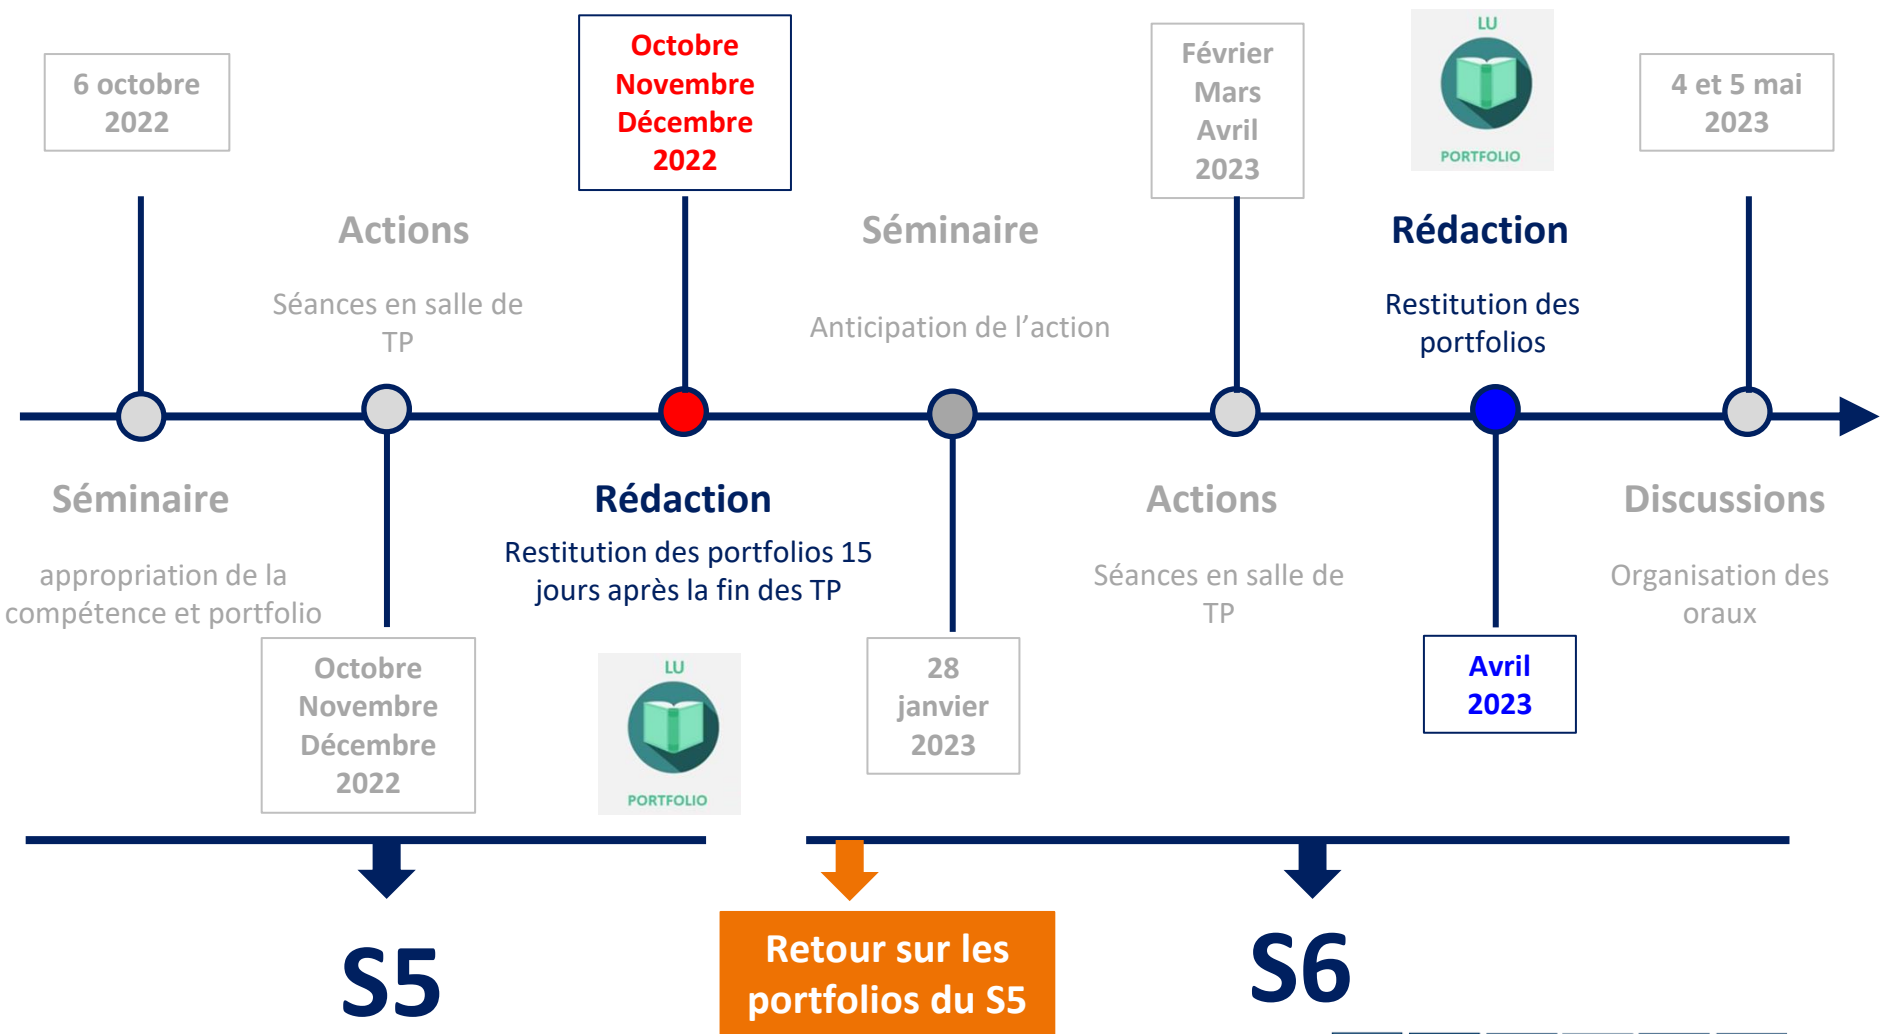 6 octobre
2022
Octobre
Novembre
Décembre
2022
Février
Mars
Avril
2023
LU
PORTFOLIO
4 et 5 mai
2023
Actions
Séances en salle de
TP
Séminaire
Anticipation de l’action
Rédaction
Restitution des
portfolios
Séminaire
appropriation de la
compétence et portfolio
Rédaction
Restitution des portfolios 15
jours après la fin des TP
Actions
Séances en salle de
TP
Discussions
Organisation des
oraux
Octobre
Novembre
Décembre
2022
LU
PORTFOLIO
28
janvier
2023
Avril
2023
S5
Retour sur les
portfolios du S5
S6